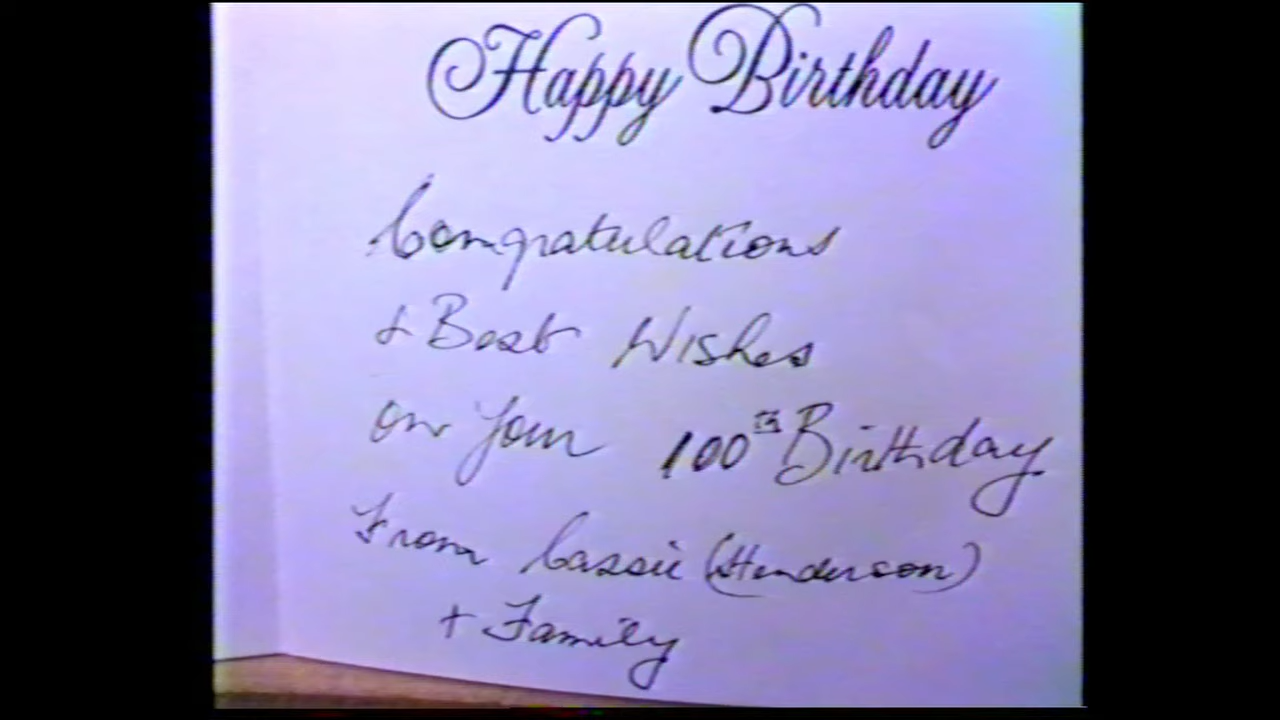 Happy Birthday
Congratulations
& Best Wishes
on your 100th Birthday
From Cassie (Henderson)
+ Family